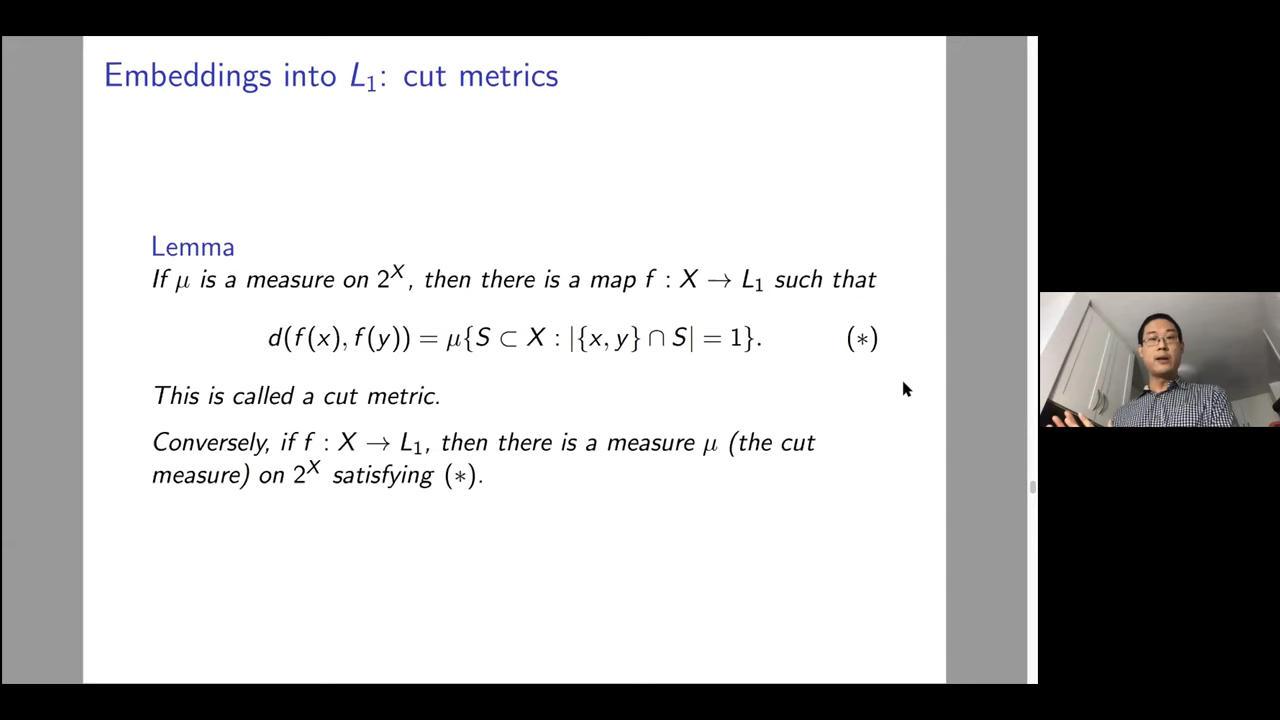 Embeddings into L₁: cut metrics
Lemma
If μ is a measure on 2^X, then there is a map f : X → L₁ such that
d(f(x), f(y)) = μ{S ⊂ X : |{x, y} ∩ S| = 1}. (∗)
This is called a cut metric.
Conversely, if f : X → L₁, then there is a measure μ (the cut
measure) on 2^X satisfying (∗).